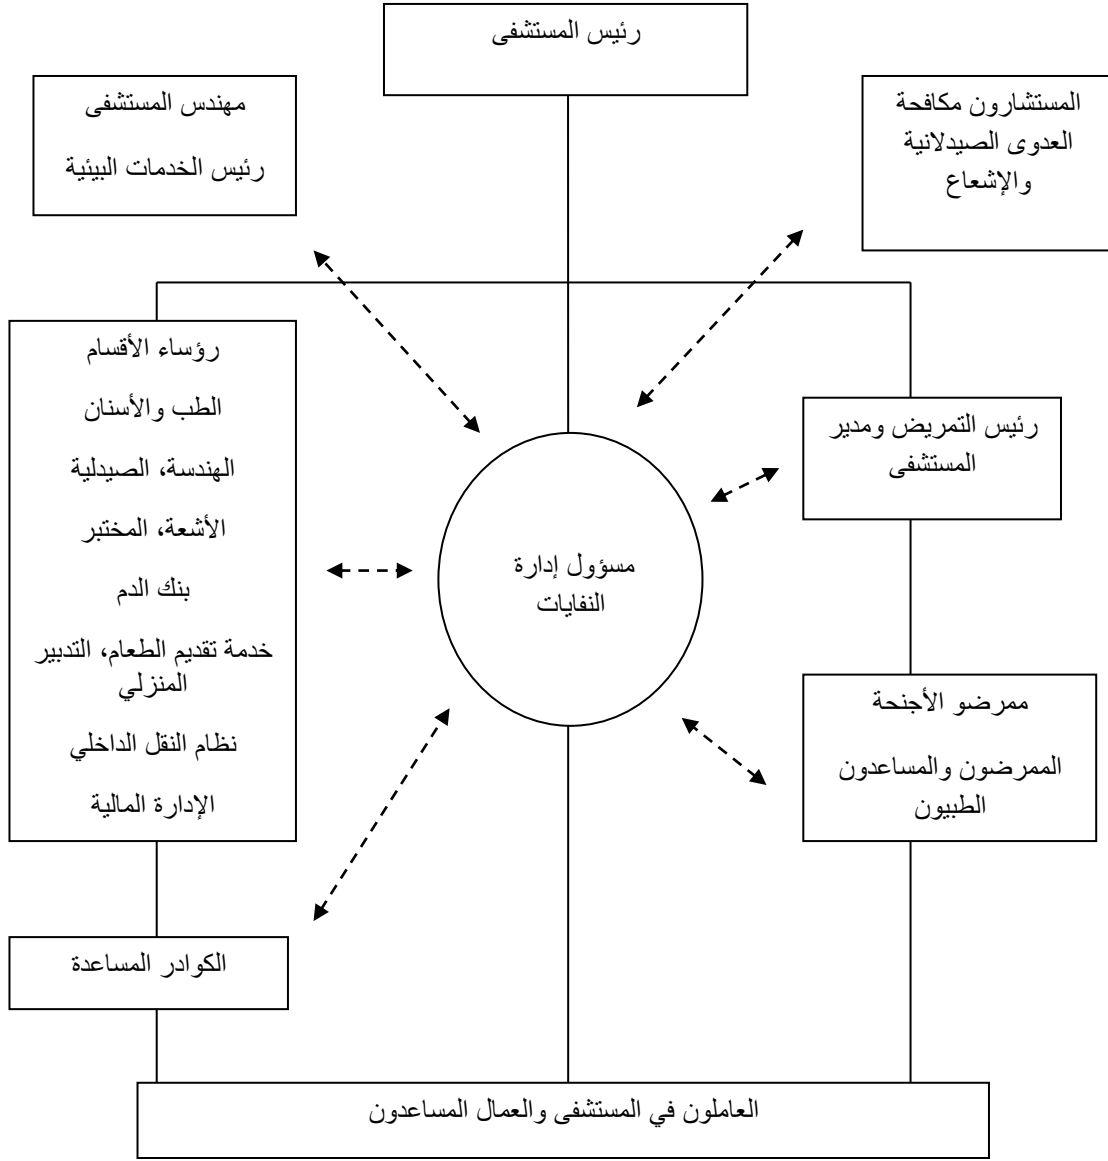 رئيس المستشفى
المستشارون مكافحة
العدوى الصيدلانية
والإشعاع
مهندس المستشفى
رئيس الخدمات البيئية
رئيس التمريض ومدير
المستشفى
مسؤول إدارة
النفايات
رؤساء الأقسام
الطب والأسنان
الهندسة، الصيدلية
الأشعة، المختبر
بنك الدم
خدمة تقديم الطعام، التدبير
المنزلي
نظام النقل الداخلي
الإدارة المالية
ممرضو الأجنحة
الممرضون والمساعدون
الطبيون
الكوادر المساعدة
العاملون في المستشفى والعمال المساعدون